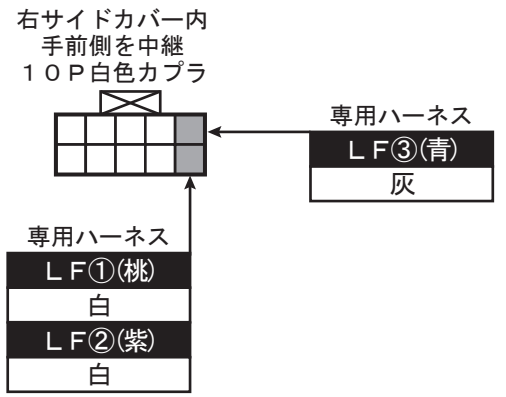 右サイドカバー内
手前側を中継
１０Ｐ白色カプラ
専用ハーネス
ＬＦ③(青)
灰
専用ハーネス
ＬＦ①(桃)
白
ＬＦ②(紫)
白